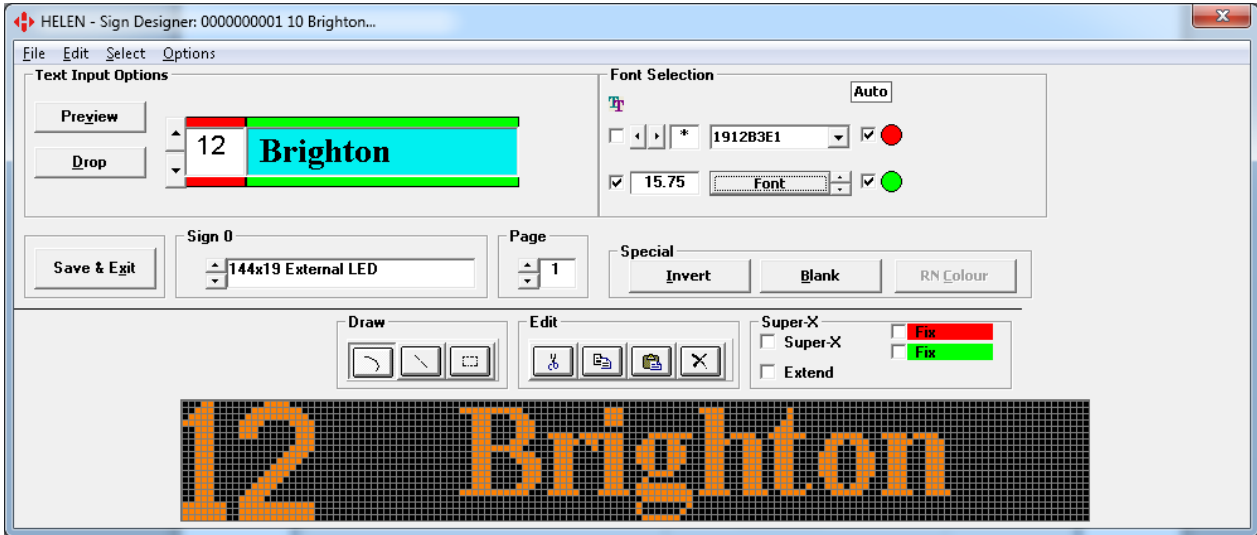 HELEN - Sign Designer: 0000000001 10 Brighton...
File Edit Select Options
Text Input Options
Preview
Drop
12 Brighton
Font Selection
Auto
* 1912B3E1
15.75 Font
Save & Exit
Sign 0
144x19 External LED
Page
1
Special
Invert Blank RN Colour
Draw
Edit
Super-X
Super-X
Extend
Fix
Fix
12 Brighton